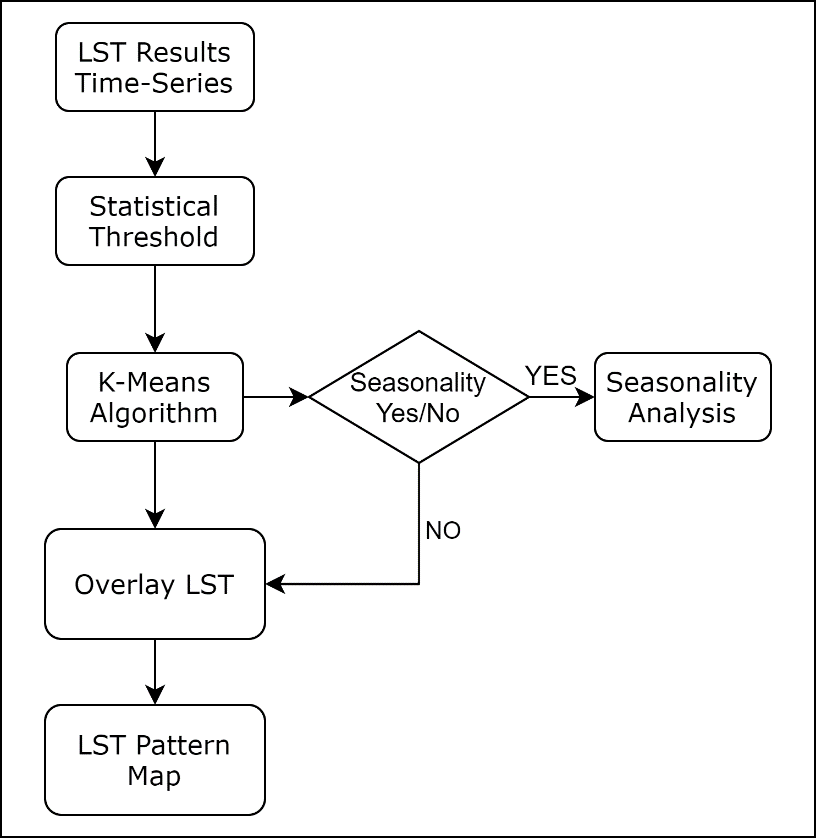 LST Results
Time-Series
Statistical
Threshold
K-Means
Algorithm
Seasonality
Yes/No
YES
Seasonality
Analysis
NO
Overlay LST
LST Pattern
Map